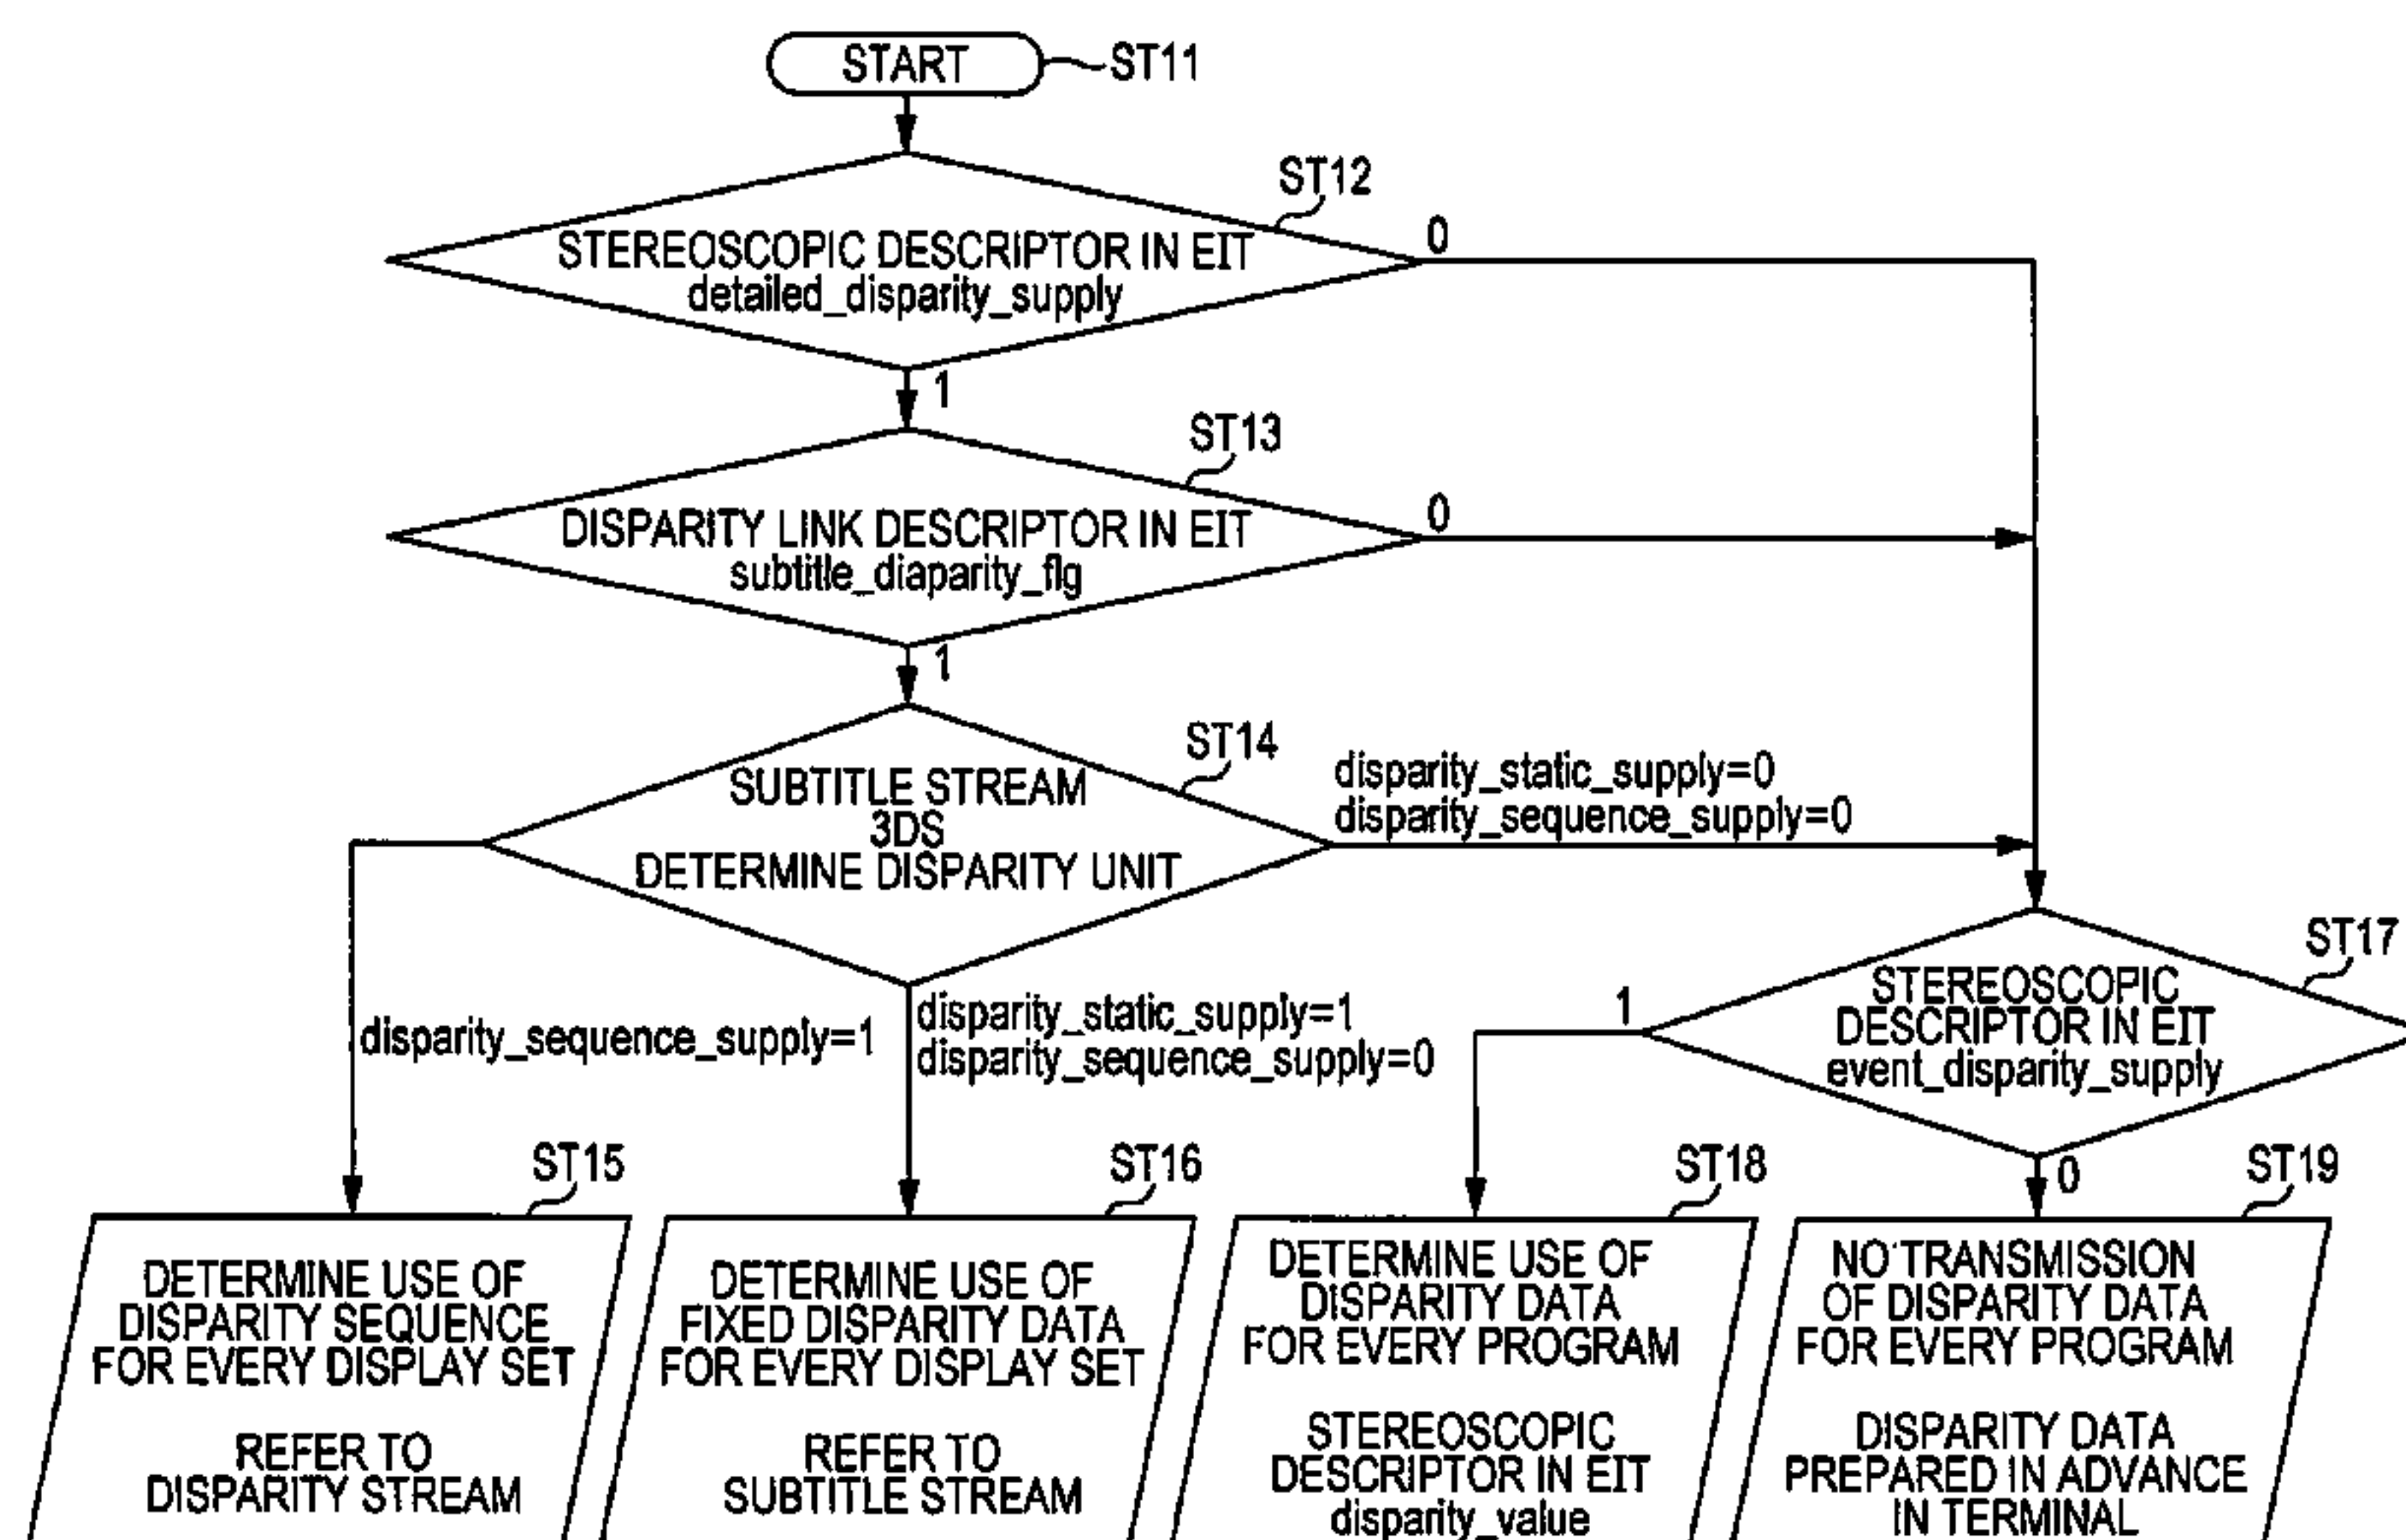 START
ST11
ST12
STEREOSCOPIC DESCRIPTOR IN EIT
detailed_disparity_supply
0
1
ST13
DISPARITY LINK DESCRIPTOR IN EIT
subtitle_diaparity_flg
0
1
ST14
SUBTITLE STREAM
3DS
DETERMINE DISPARITY UNIT
disparity_static_supply=0
disparity_sequence_supply=0
disparity_sequence_supply=1
disparity_static_supply=1
disparity_sequence_supply=0
ST17
STEREOSCOPIC
DESCRIPTOR IN EIT
event_disparity_supply
1
0
ST15
DETERMINE USE OF
DISPARITY SEQUENCE
FOR EVERY DISPLAY SET
REFER TO
DISPARITY STREAM
ST16
DETERMINE USE OF
FIXED DISPARITY DATA
FOR EVERY DISPLAY SET
REFER TO
SUBTITLE STREAM
ST18
DETERMINE USE OF
DISPARITY DATA
FOR EVERY PROGRAM
STEREOSCOPIC
DESCRIPTOR IN EIT
disparity_value
ST19
NO TRANSMISSION
OF DISPARITY DATA
FOR EVERY PROGRAM
DISPARITY DATA
PREPARED IN ADVANCE
IN TERMINAL